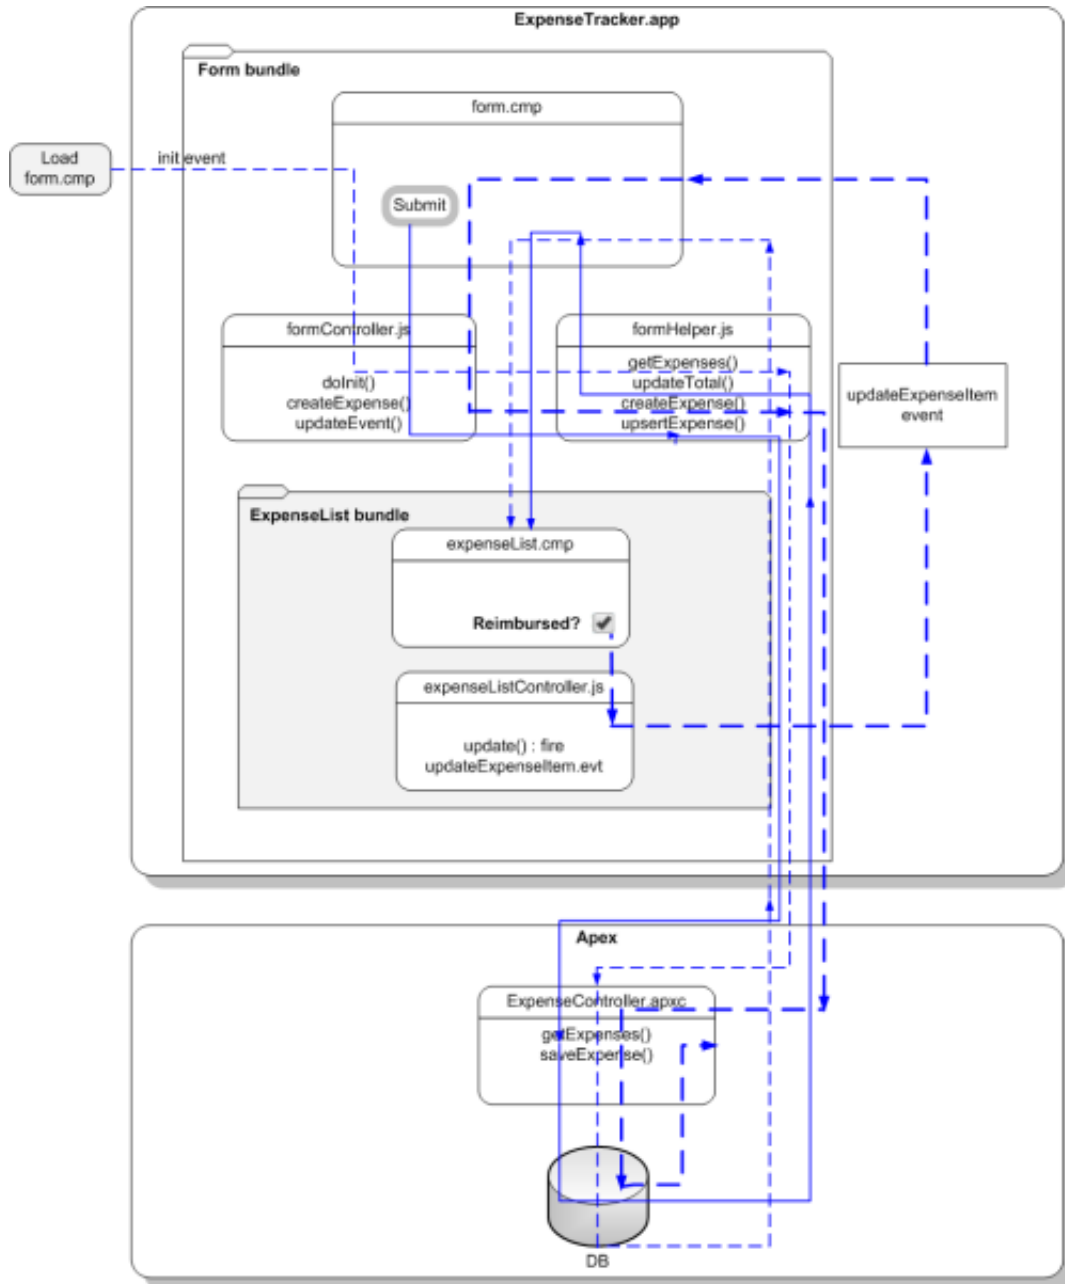 ExpenseTracker.app
Form bundle
form.cmp
Load
form.cmp
init event
Submit
formController.js
doInit()
createExpense()
updateEvent()
formHelper.js
getExpenses()
updateTotal()
createExpense()
upsertExpense()
updateExpenseItem
event
ExpenseList bundle
expenseList.cmp
Reimbursed?
expenseListController.js
update() : fire
updateExpenseItem.evt
Apex
ExpenseController.apxc
getExpenses()
saveExpense()
DB